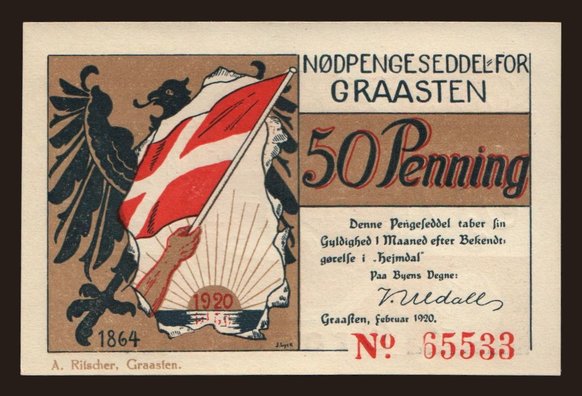 NØDPENGESEDDEL FOR
GRAASTEN
50 Penning
Denne Pengeseddel taber sin
Gyldighed 1 Maaned efter Bekendt-
gørelse i „Hejmdal“
Paa Byens Vegne:
Graasten, Februar 1920.
No 65533
1920
1864
A. Ritscher, Graasten.